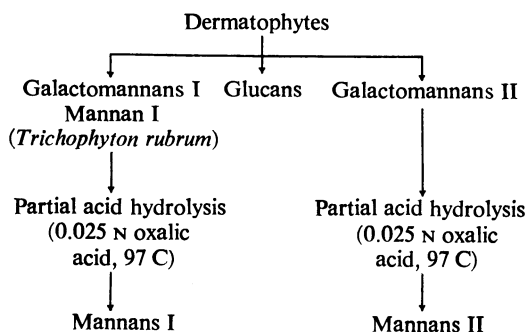 Dermatophytes
Galactomannans I Glucans Galactomannans II
Mannan I
(Trichophyton rubrum)
Partial acid hydrolysis
(0.025 N oxalic
acid, 97 C)
Partial acid hydrolysis
(0.025 N oxalic
acid, 97 C)
Mannans I
Mannans II